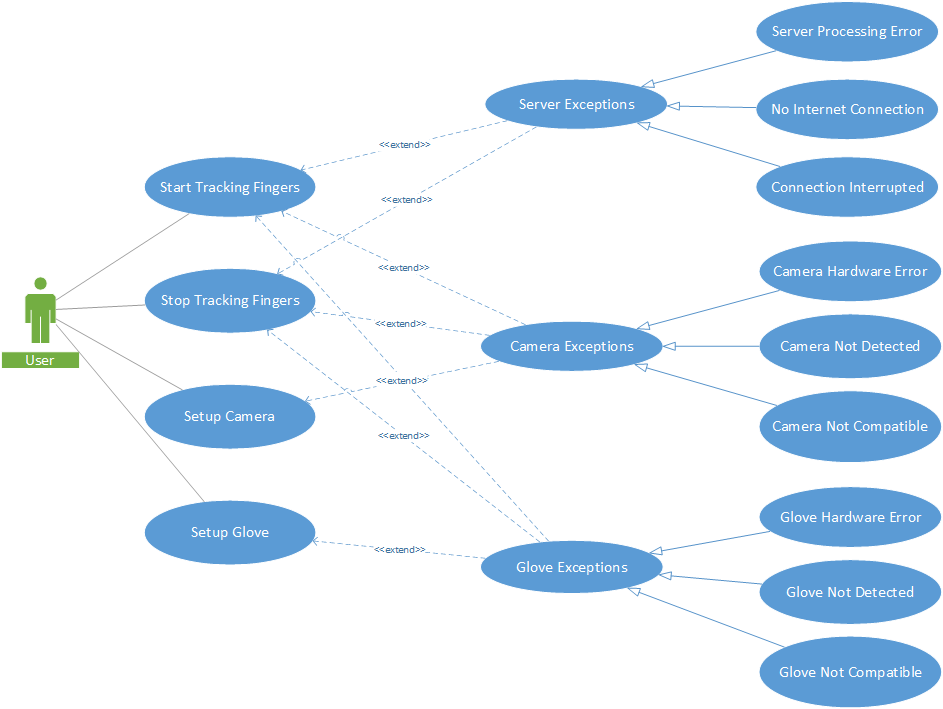 Server Processing Error
Server Exceptions
No Internet Connection
<<extend>>
Start Tracking Fingers
Connection Interrupted
<<extend>>
<<extend>>
Camera Hardware Error
Stop Tracking Fingers
<<extend>>
Camera Exceptions
Camera Not Detected
User
<<extend>>
Setup Camera
Camera Not Compatible
<<extend>>
Glove Hardware Error
Setup Glove
<<extend>>
Glove Exceptions
Glove Not Detected
Glove Not Compatible